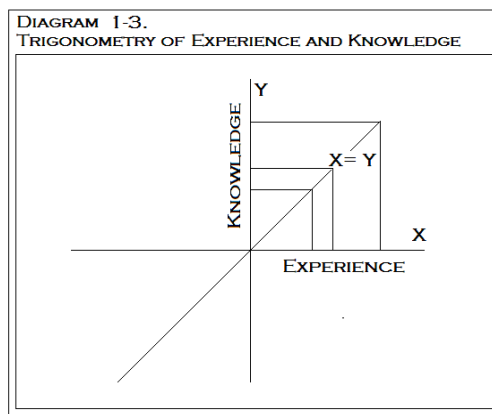 Diagram 1-3.
Trigonometry of Experience and Knowledge
Y
Knowledge
X= Y
X
Experience